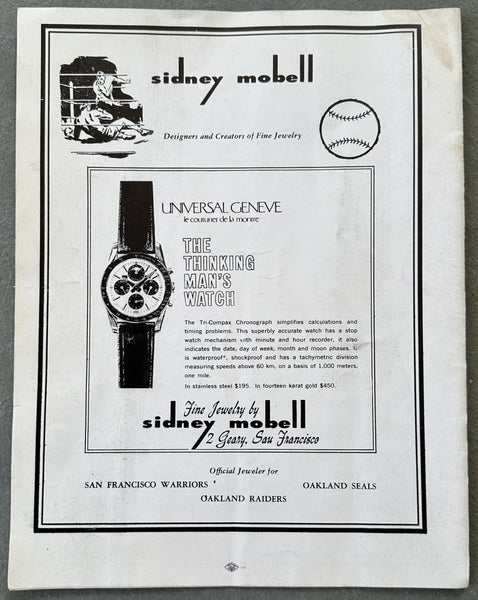 sidney mobell
Designers and Creators of Fine Jewelry
UNIVERSAL GENEVE
le couturier de la montre
THE
THINKING
MAN'S
WATCH
The Tri-Compax Chronograph simplifies calculations and
timing problems. This superbly accurate watch has a stop
watch mechanism with minute and hour recorder, it also
indicates the date, day of week, month and moon phases. It
is waterproof*, shockproof and has a tachymetric division
measuring speeds above 60 km, on a basis of 1,000 meters,
one mile.
In stainless steel $195. In fourteen karat gold $450.
Fine Jewelry by
sidney mobell
2 Geary, San Francisco
Official Jeweler for
SAN FRANCISCO WARRIORS
OAKLAND SEALS
OAKLAND RAIDERS